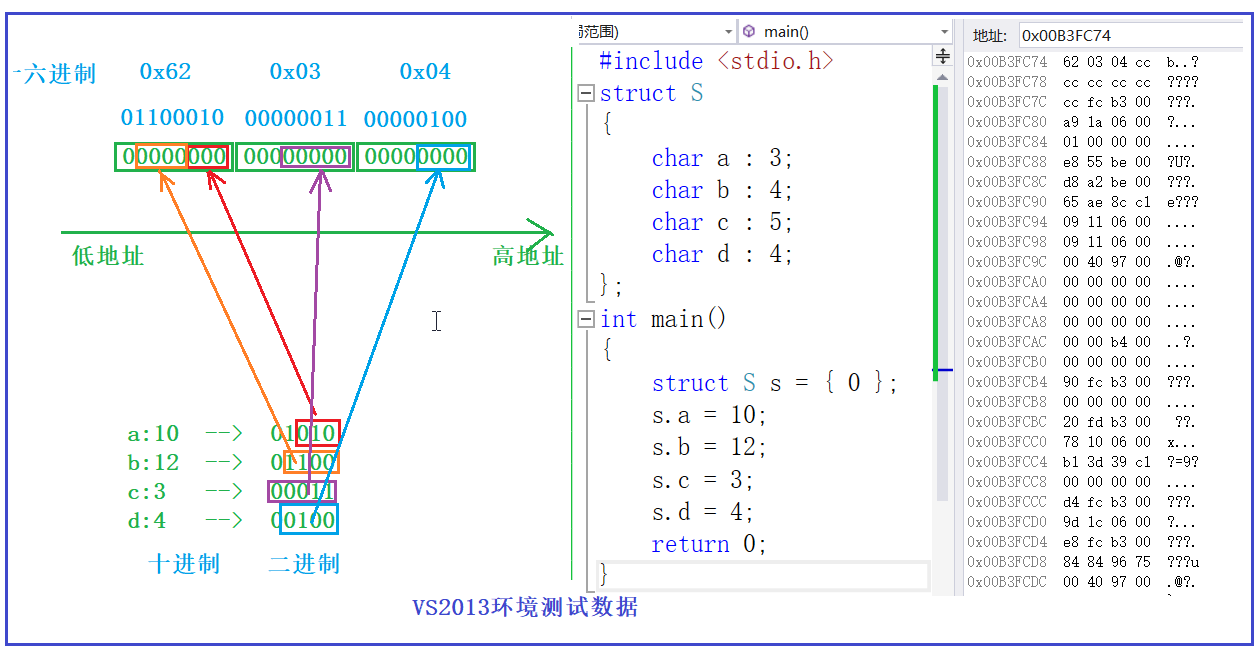 十六进制 0x62 0x03 0x04
01100010 00000011 00000100
00000000 00000000 00000000
低地址 高地址
a:10 --> 01010
b:12 --> 01100
c:3 --> 00011
d:4 --> 00100
十进制 二进制
局范围) main()
#include <stdio.h>
struct S
{
char a : 3;
char b : 4;
char c : 5;
char d : 4;
};
int main()
{
struct S s = { 0 };
s.a = 10;
s.b = 12;
s.c = 3;
s.d = 4;
return 0;
}
地址: 0x00B3FC74
0x00B3FC74 62 03 04 cc b..?
0x00B3FC78 cc cc cc cc ????
0x00B3FC7C cc fc b3 00 ???.
0x00B3FC80 a9 1a 06 00 ?...
0x00B3FC84 01 00 00 00 ....
0x00B3FC88 e8 55 be 00 ?U?.
0x00B3FC8C d8 a2 be 00 ???.
0x00B3FC90 65 ae 8c c1 e???
0x00B3FC94 09 11 06 00 ....
0x00B3FC98 09 11 06 00 ....
0x00B3FC9C 00 40 97 00 .@?.
0x00B3FCA0 00 00 00 00 ....
0x00B3FCA4 00 00 00 00 ....
0x00B3FCA8 00 00 00 00 ....
0x00B3FCAC 00 00 b4 00 ..?.
0x00B3FCB0 00 00 00 00 ....
0x00B3FCB4 90 fc b3 00 ???.
0x00B3FCB8 00 00 00 00 ....
0x00B3FCBC 20 fd b3 00 ??.
0x00B3FCC0 78 10 06 00 x...
0x00B3FCC4 b1 3d 39 c1 ?=9?
0x00B3FCC8 00 00 00 00 ....
0x00B3FCCC d4 fc b3 00 ???.
0x00B3FCD0 9d 1c 06 00 ?...
0x00B3FCD4 e8 fc b3 00 ???.
0x00B3FCD8 84 84 96 75 ???u
0x00B3FCDC 00 40 97 00 .@?.
VS2013环境测试数据